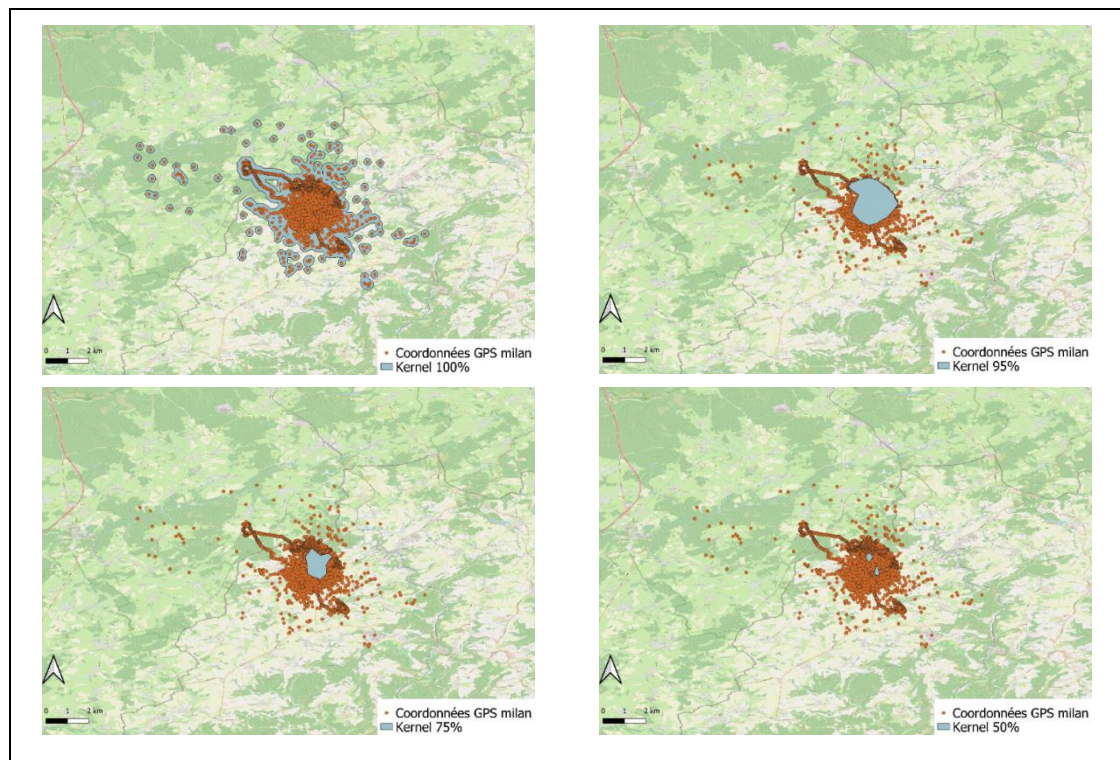 0 1 2 km
Coordonnées GPS milan
Kernel 100%
0 1 2 km
Coordonnées GPS milan
Kernel 95%
0 1 2 km
Coordonnées GPS milan
Kernel 75%
0 1 2 km
Coordonnées GPS milan
Kernel 50%